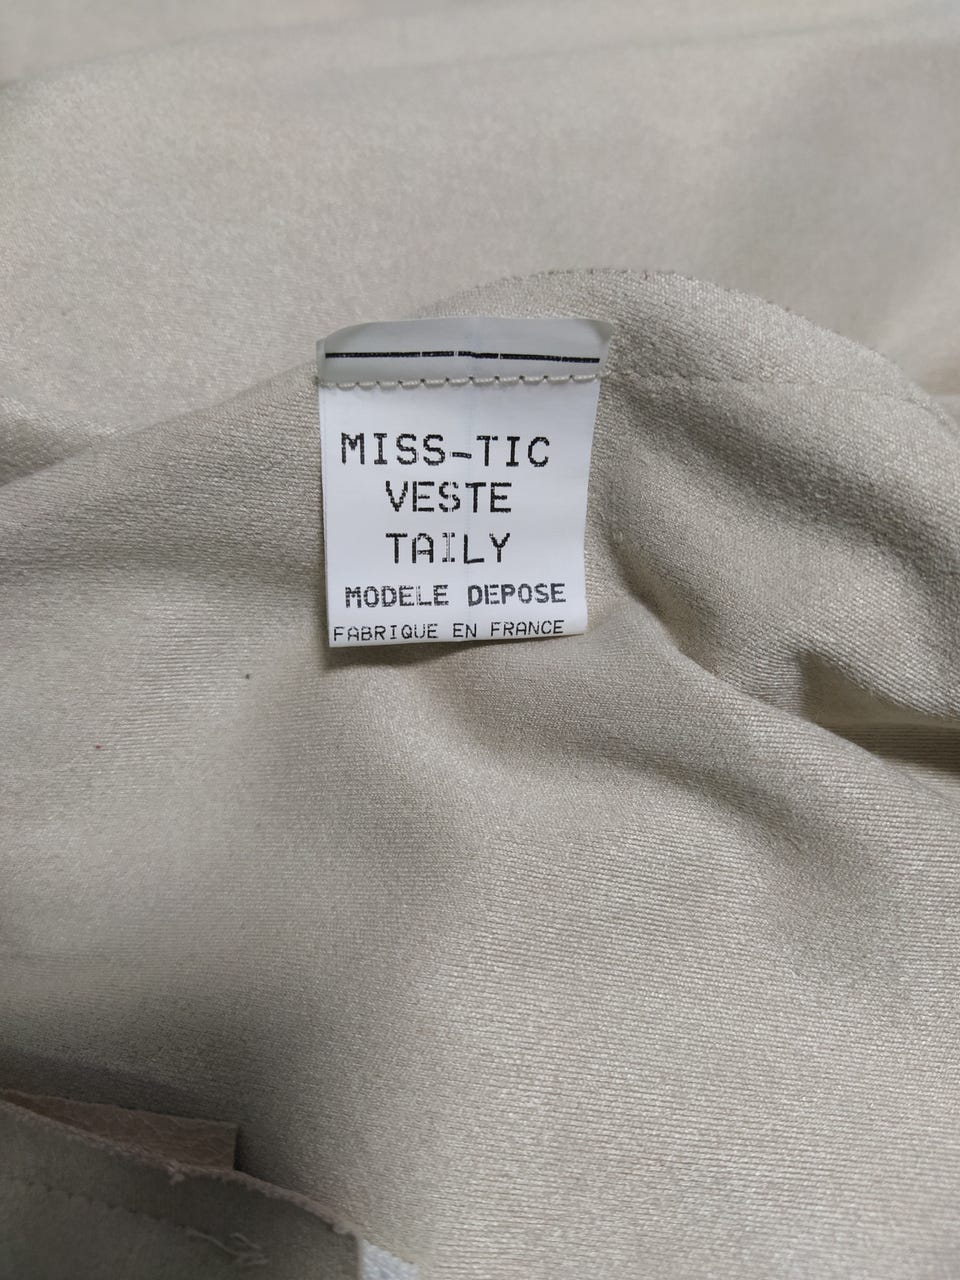 MISS-TIC
VESTE
TAILY
MODELE DEPOSE
FABRIQUE EN FRANCE